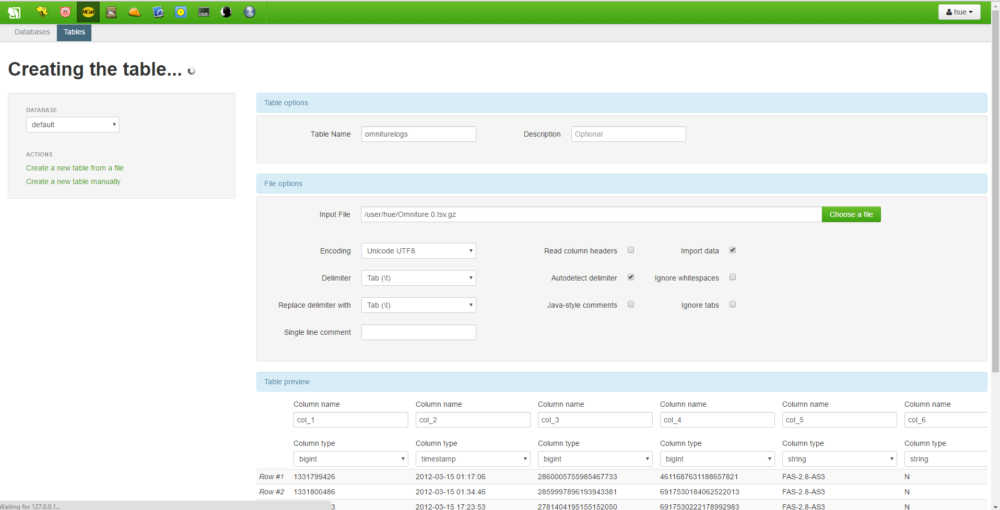 HCat
>HUE
?
hue
Databases
Tables
Creating the table...
DATABASE
default
ACTIONS
Create a new table from a file
Create a new table manually
Table options
Table Name omniturelogs Description Optional
File options
Input File /user/hue/Omniture.0.tsv.gz Choose a file
Encoding Unicode UTF8 Read column headers Import data
Delimiter Tab (\t) Autodetect delimiter Ignore whitespaces
Replace delimiter with Tab (\t) Java-style comments Ignore tabs
Single line comment
Table preview
Column name Column name Column name Column name Column name Column name
col_1 col_2 col_3 col_4 col_5 col_6
Column type Column type Column type Column type Column type Column type
bigint timestamp bigint bigint string string
Row #1 1331799426 2012-03-15 01:17:06 2860005755985467733 4611687631188657821 FAS-2.8-AS3 N
Row #2 1331800486 2012-03-15 01:34:46 2859997896193943381 6917530184062522013 FAS-2.8-AS3 N
3 2012-03-15 17:23:53 2781404195155152050 6917530222178992983 FAS-2.8-AS3 N
Waiting for 127.0.0.1...